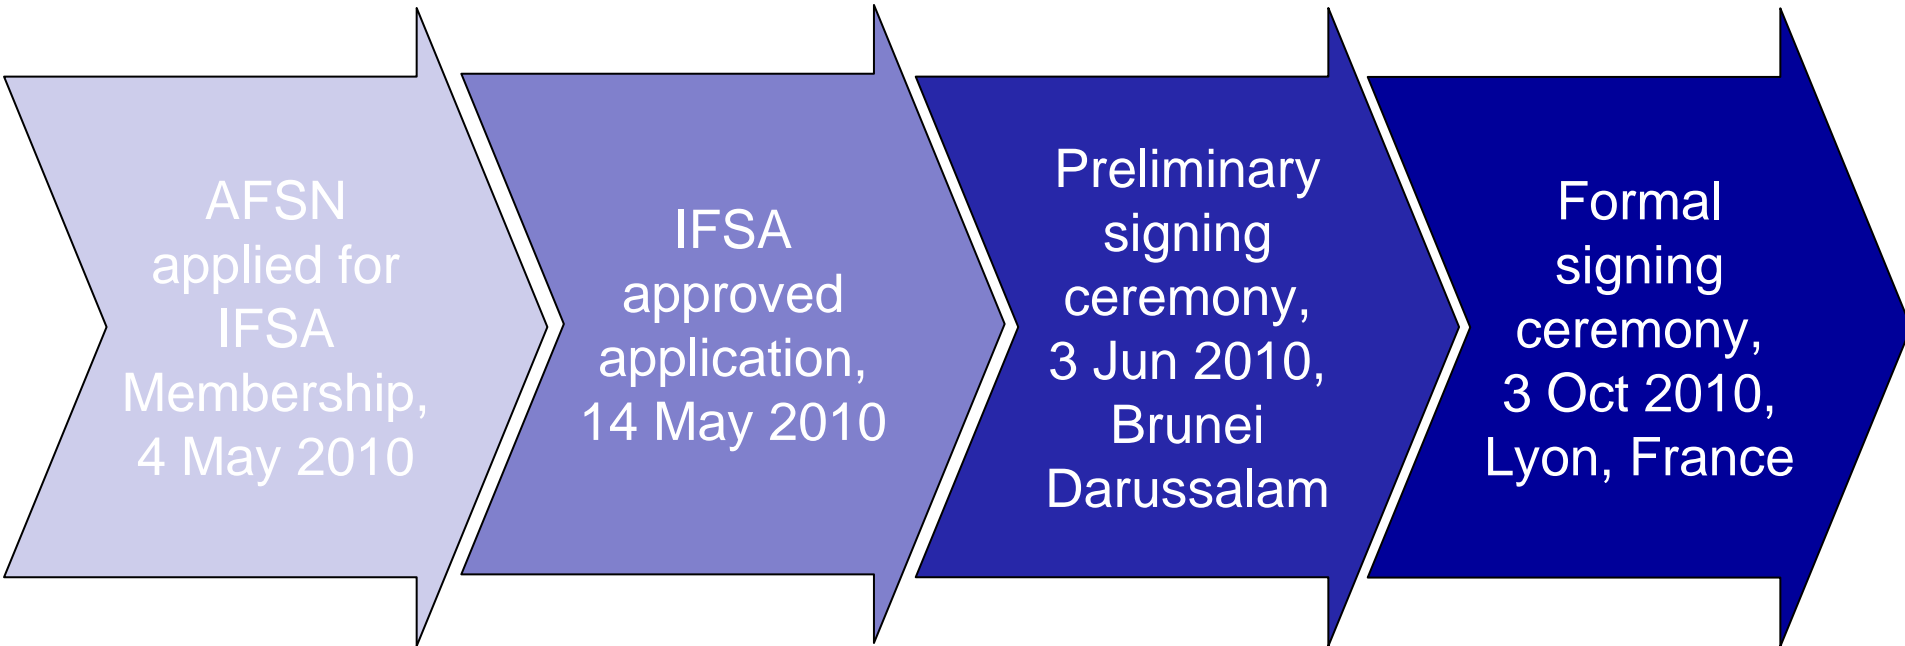 AFSN
applied for
IFSA
Membership,
4 May 2010
IFSA
approved
application,
14 May 2010
Preliminary
signing
ceremony,
3 Jun 2010,
Brunei
Darussalam
Formal
signing
ceremony,
3 Oct 2010,
Lyon, France